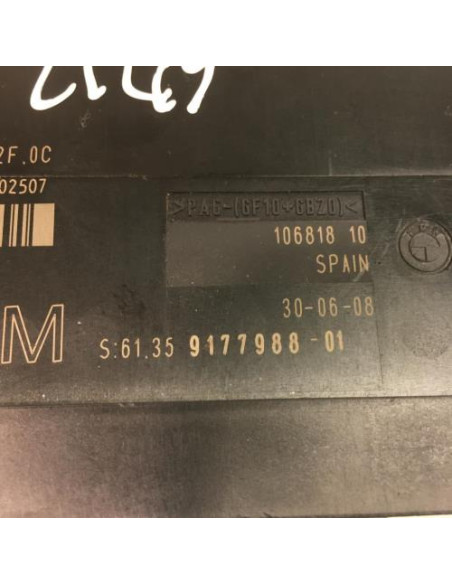 2F.0C
02507
>PA6-(GF10+GB20)<
106818 10
SPAIN
30-06-08
M S:61.35 9177988-01